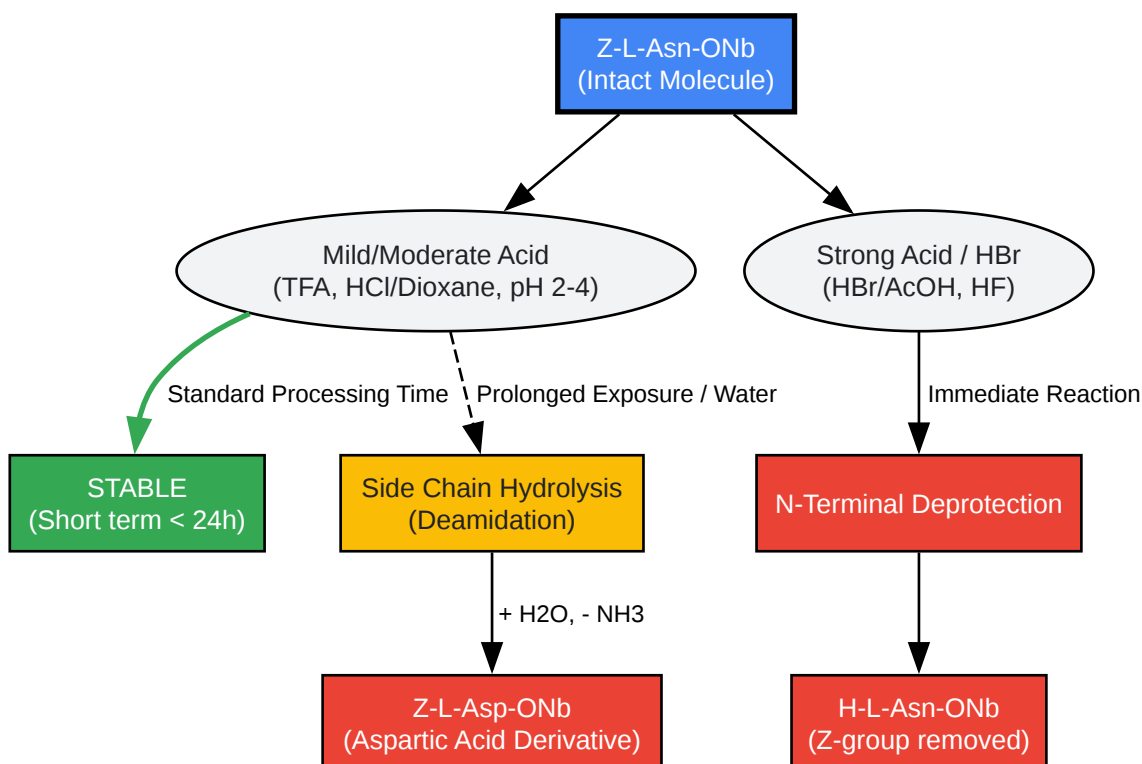 Z-L-Asn-ONb
(Intact Molecule)
Mild/Moderate Acid
(TFA, HCl/Dioxane, pH 2-4)
Strong Acid / HBr
(HBr/AcOH, HF)
Standard Processing Time
Prolonged Exposure / Water
Immediate Reaction
STABLE
(Short term < 24h)
Side Chain Hydrolysis
(Deamidation)
N-Terminal Deprotection
+ H2O, - NH3
Z-L-Asp-ONb
(Aspartic Acid Derivative)
H-L-Asn-ONb
(Z-group removed)